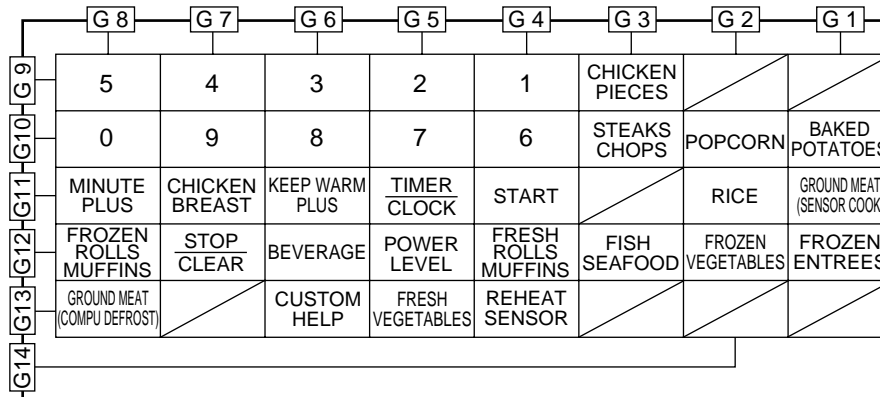 G 8 G 7 G 6 G 5 G 4 G 3 G 2 G 1
G 9
5 4 3 2 1 CHICKEN
PIECES
G10
0 9 8 7 6 STEAKS
CHOPS POPCORN BAKED
POTATOES
G11
MINUTE
PLUS CHICKEN
BREAST KEEP WARM
PLUS TIMER
CLOCK START RICE GROUND MEAT
(SENSOR COOK)
G12
FROZEN
ROLLS
MUFFINS STOP
CLEAR BEVERAGE POWER
LEVEL FRESH
ROLLS
MUFFINS FISH
SEAFOOD FROZEN
VEGETABLES FROZEN
ENTREES
G13
GROUND MEAT
(COMPU DEFROST) CUSTOM
HELP FRESH
VEGETABLES REHEAT
SENSOR
G14